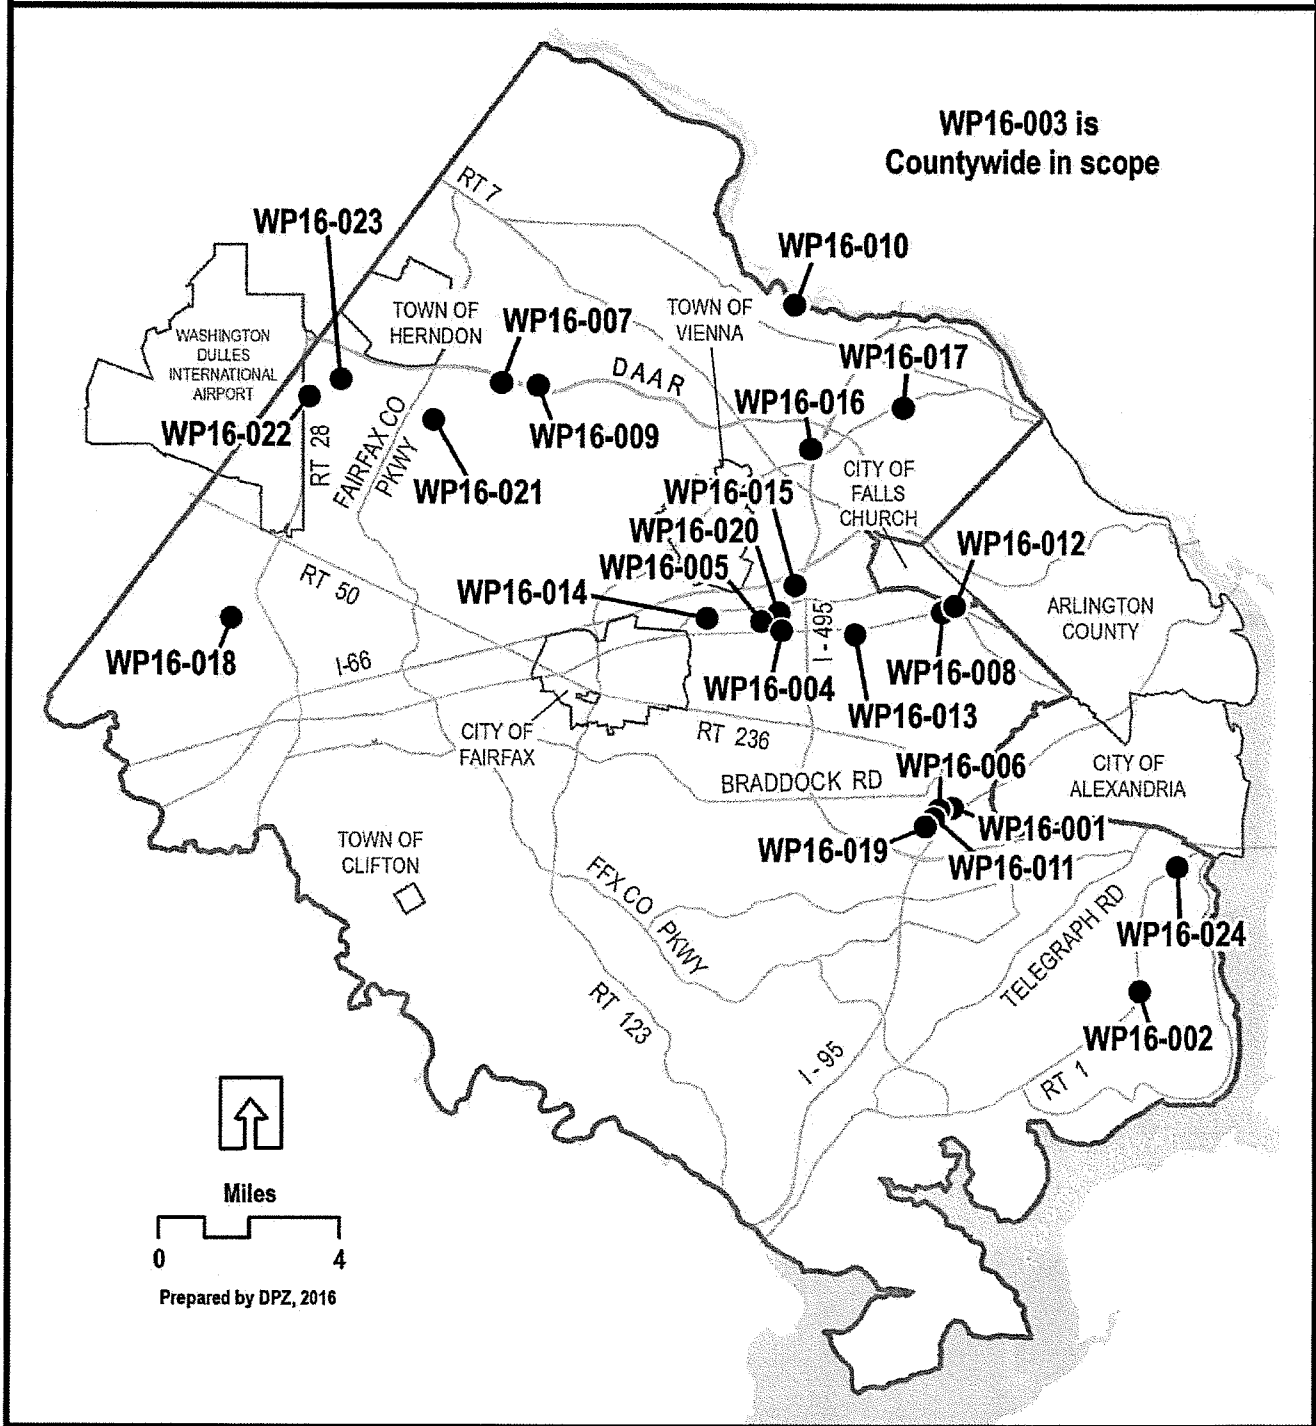 WP16-003 is
Countywide in scope
RT 7
WP16-023
WP16-010
TOWN OF
HERNDON
TOWN OF
VIENNA
WP16-007
WASHINGTON
DULLES
INTERNATIONAL
AIRPORT
DAAR
WP16-017
WP16-016
WP16-022
RT 28
FAIRFAX CO
PKWY
WP16-009
WP16-021
WP16-015
CITY OF
FALLS
CHURCH
WP16-020
WP16-012
WP16-005
RT 50
WP16-014
I-495
ARLINGTON
COUNTY
WP16-018
I-66
WP16-004
WP16-008
WP16-013
CITY OF
FAIRFAX
RT 236
BRADDOCK RD
WP16-006
CITY OF
ALEXANDRIA
WP16-001
TOWN OF
CLIFTON
WP16-019
WP16-011
FFX CO
PKWY
TELEGRAPH RD
WP16-024
RT 123
WP16-002
I-95
RT 1
Miles
0 4
Prepared by DPZ, 2016